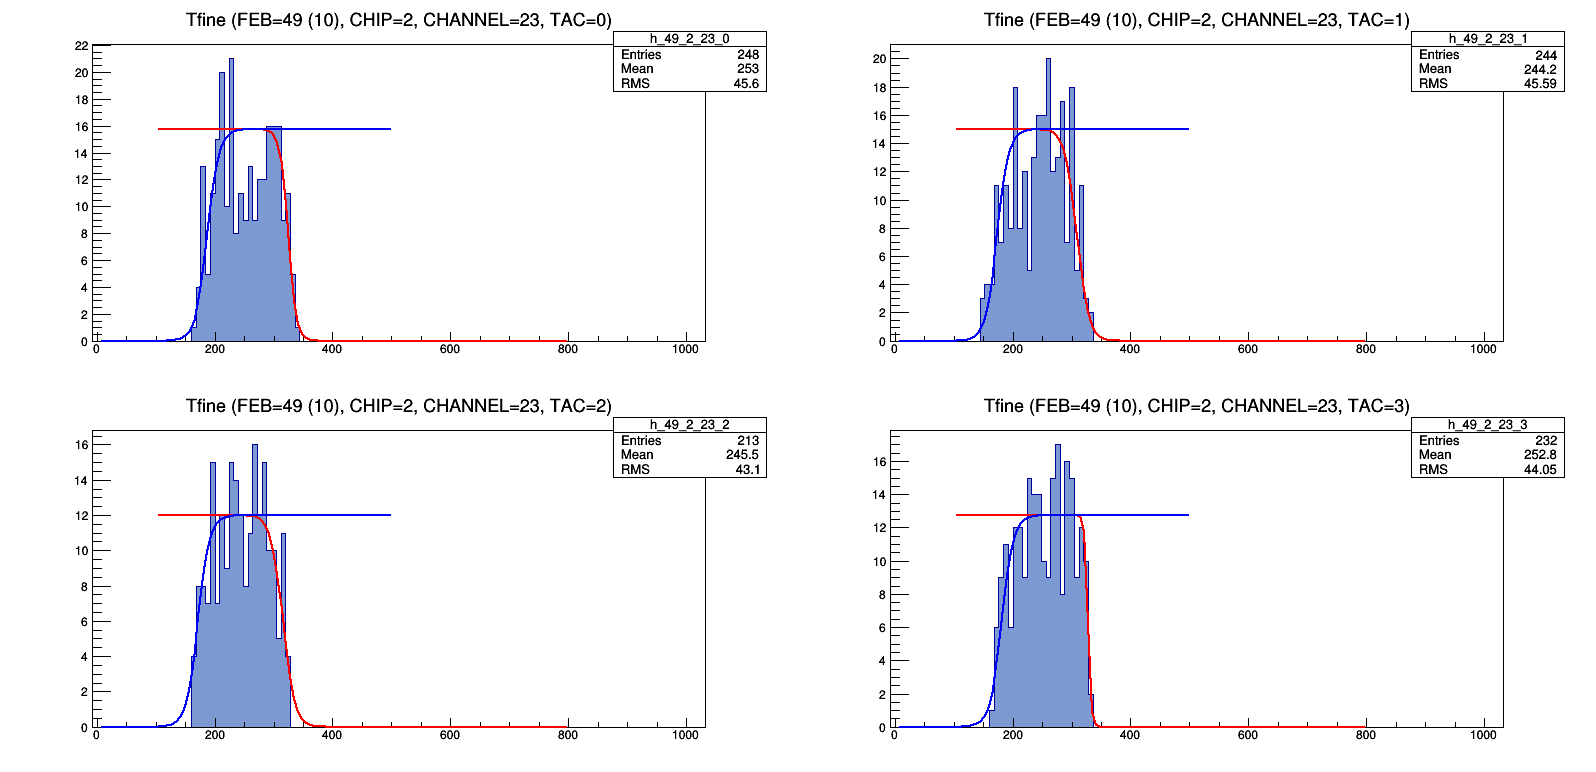 Tfine (FEB=49 (10), CHIP=2, CHANNEL=23, TAC=0)
h_49_2_23_0
Entries 248
Mean 253
RMS 45.6
22
20
18
16
14
12
10
8
6
4
2
0
0 200 400 600 800 1000
Tfine (FEB=49 (10), CHIP=2, CHANNEL=23, TAC=1)
h_49_2_23_1
Entries 244
Mean 244.2
RMS 45.59
20
18
16
14
12
10
8
6
4
2
0
0 200 400 600 800 1000
Tfine (FEB=49 (10), CHIP=2, CHANNEL=23, TAC=2)
h_49_2_23_2
Entries 213
Mean 245.5
RMS 43.1
16
14
12
10
8
6
4
2
0
0 200 400 600 800 1000
Tfine (FEB=49 (10), CHIP=2, CHANNEL=23, TAC=3)
h_49_2_23_3
Entries 232
Mean 252.8
RMS 44.05
16
14
12
10
8
6
4
2
0
0 200 400 600 800 1000